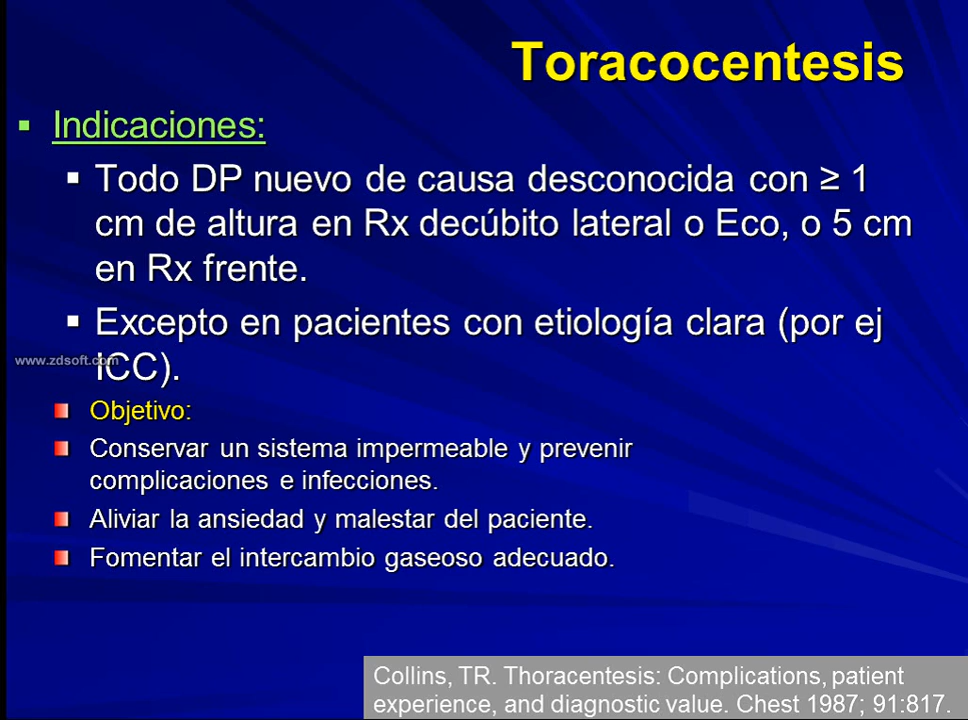 Toracocentesis
Indicaciones:
Todo DP nuevo de causa desconocida con ≥ 1
cm de altura en Rx decúbito lateral o Eco, o 5 cm
en Rx frente.
Excepto en pacientes con etiología clara (por ej
www.zdsoft.com
ICC).
Objetivo:
Conservar un sistema impermeable y prevenir
complicaciones e infecciones.
Aliviar la ansiedad y malestar del paciente.
Fomentar el intercambio gaseoso adecuado.
Collins, TR. Thoracentesis: Complications, patient
experience, and diagnostic value. Chest 1987; 91:817.